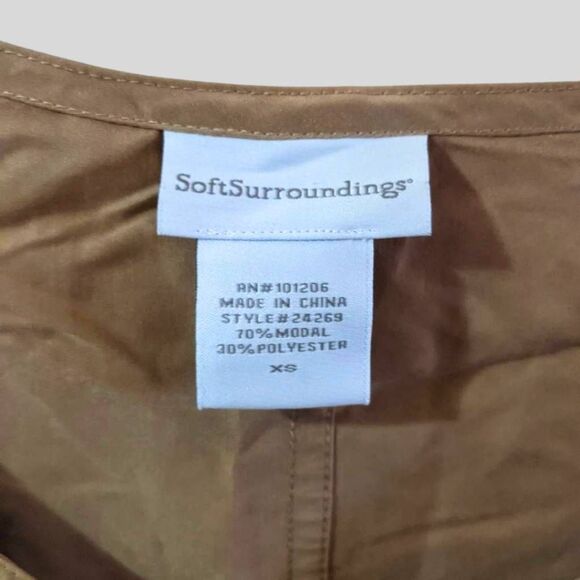 SoftSurroundings®
RN#101206
MADE IN CHINA
STYLE#24269
70%MODAL
30%POLYESTER
XS